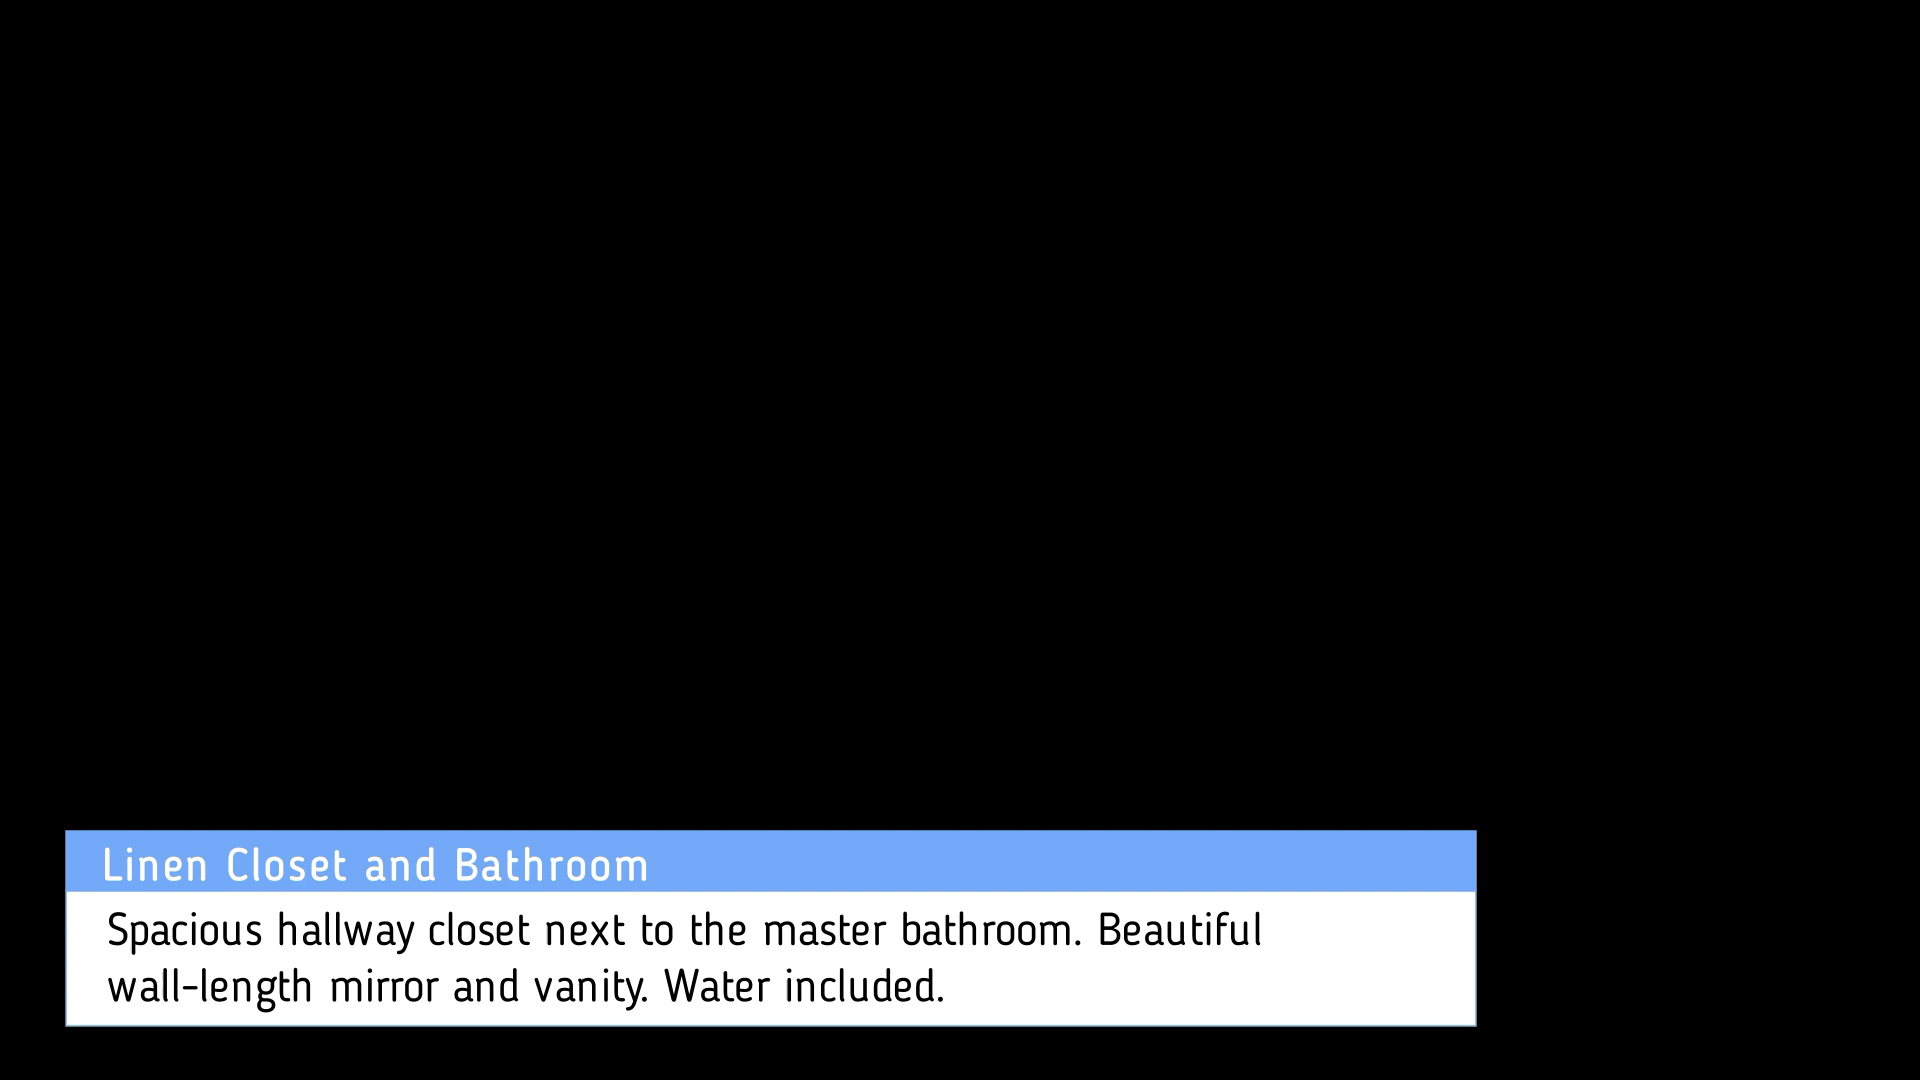 Linen Closet and Bathroom
Spacious hallway closet next to the master bathroom. Beautiful
wall-length mirror and vanity. Water included.